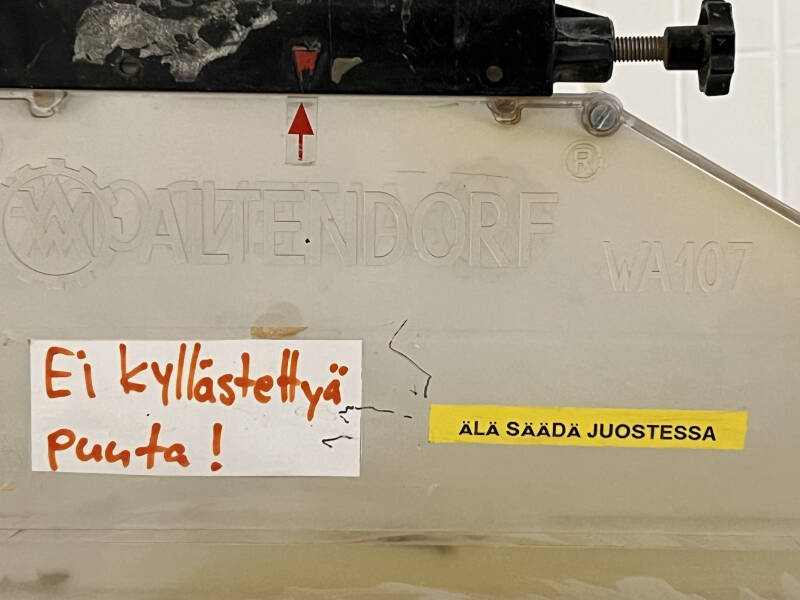 ALTENDORF ®
WA107
Ei kyllästettyä
puuta!
ÄLÄ SÄÄDÄ JUOSTESSA